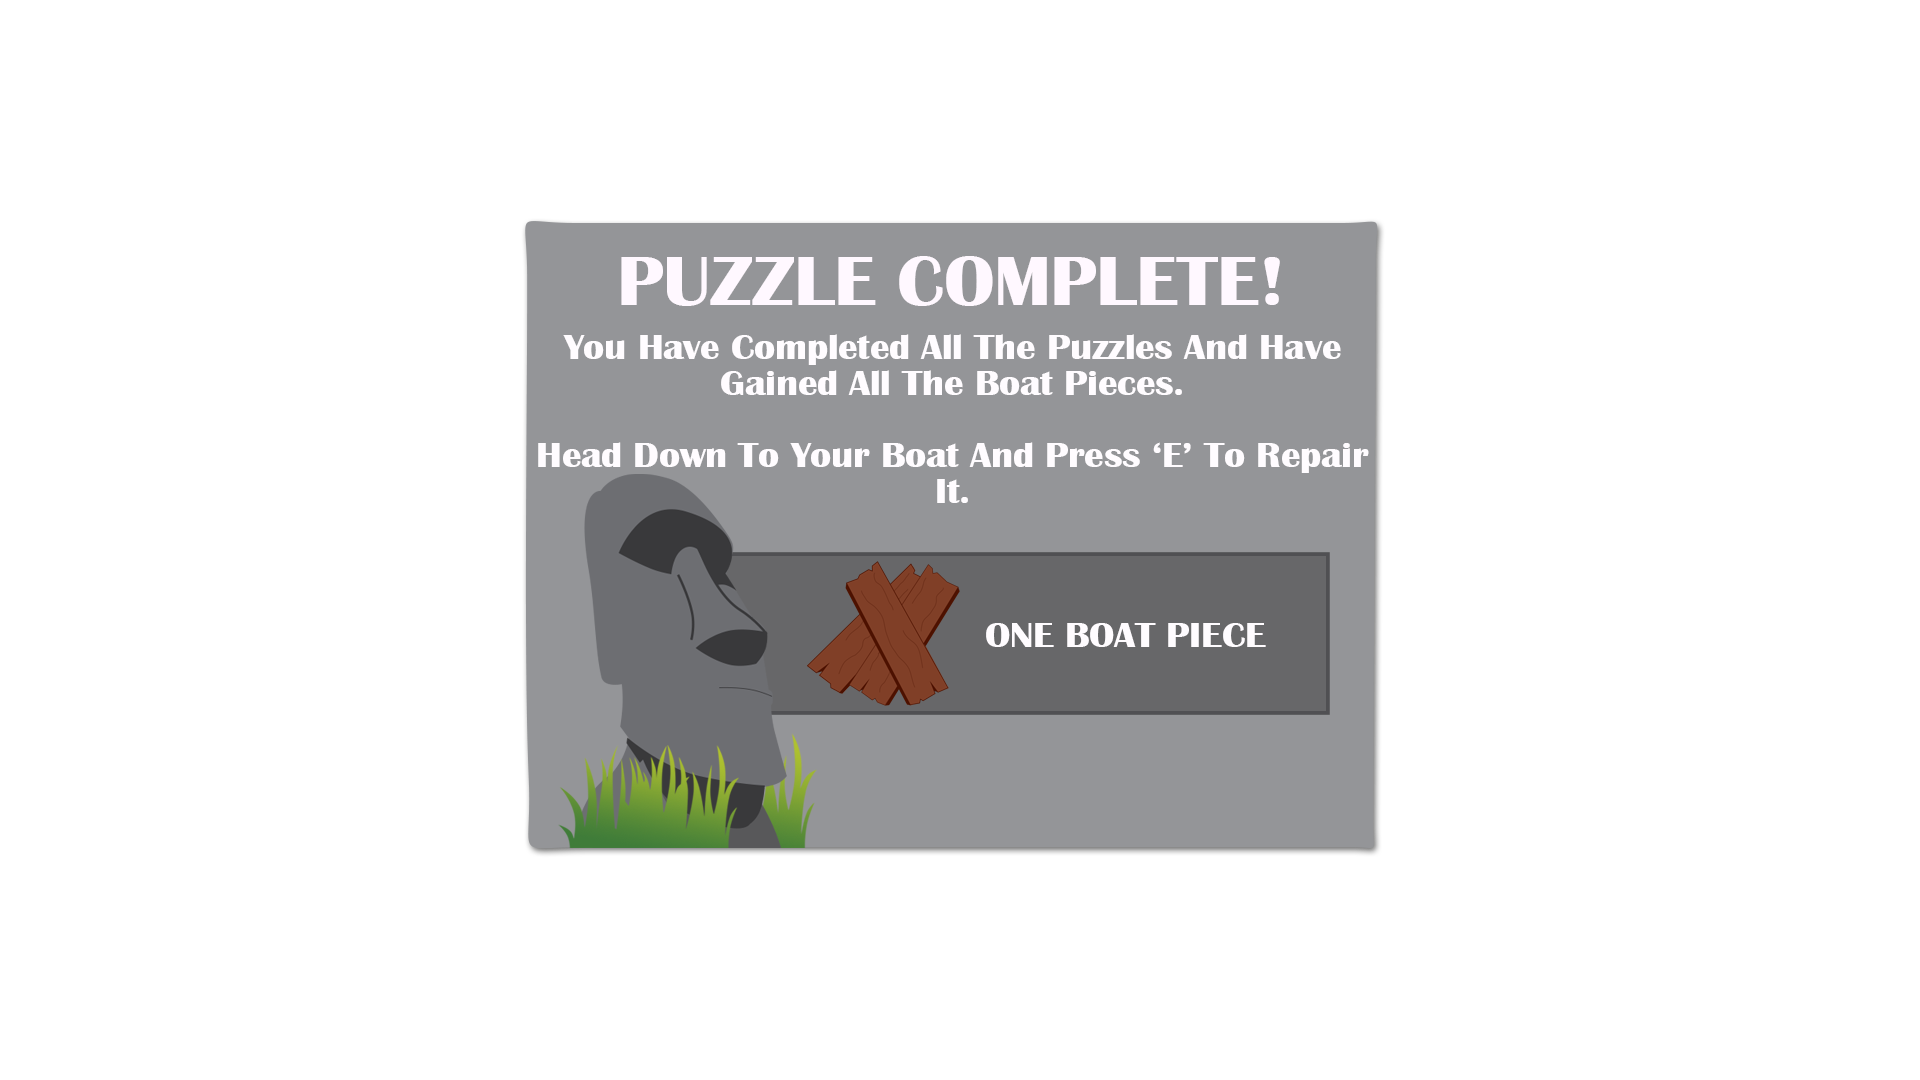 PUZZLE COMPLETE!
You Have Completed All The Puzzles And Have
Gained All The Boat Pieces.
Head Down To Your Boat And Press ‘E’ To Repair
It.
ONE BOAT PIECE